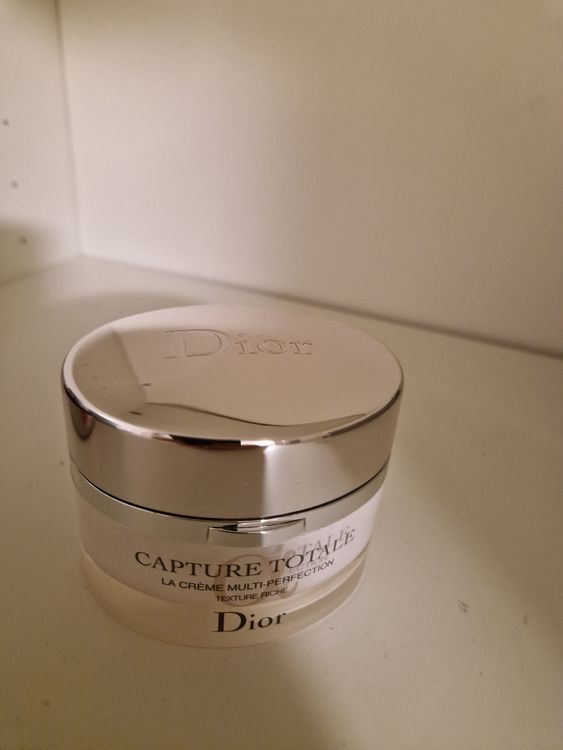 Dior
CAPTURE TOTALE
LA CRÈME MULTI-PERFECTION
TEXTURE RICHE
Dior